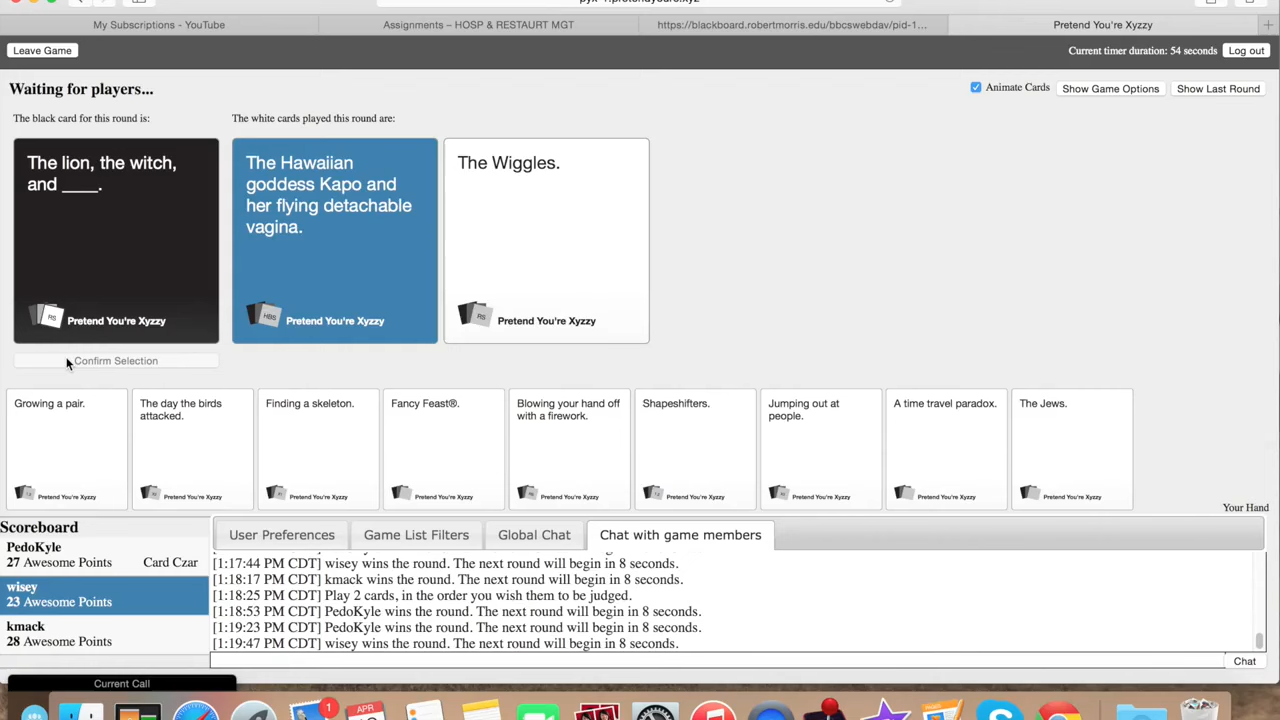 My Subscriptions - YouTube
Assignments – HOSP & RESTAURT MGT
https://blackboard.robertmorris.edu/bbcswebdav/pid-1...
Pretend You're Xyzzy
Leave Game
Current timer duration: 54 seconds
Log out
Waiting for players...
Animate Cards
Show Game Options
Show Last Round
The black card for this round is:
The white cards played this round are:
The lion, the witch,
and ____.
RS
Pretend You're Xyzzy
The Hawaiian
goddess Kapo and
her flying detachable
vagina.
HBS
Pretend You're Xyzzy
The Wiggles.
RS
Pretend You're Xyzzy
Confirm Selection
Growing a pair.
Pretend You're Xyzzy
The day the birds
attacked.
Pretend You're Xyzzy
Finding a skeleton.
Pretend You're Xyzzy
Fancy Feast®.
Pretend You're Xyzzy
Blowing your hand off
with a firework.
Pretend You're Xyzzy
Shapeshifters.
Pretend You're Xyzzy
Jumping out at
people.
Pretend You're Xyzzy
A time travel paradox.
Pretend You're Xyzzy
The Jews.
Pretend You're Xyzzy
Your Hand
Scoreboard
PedoKyle
27 Awesome Points Card Czar
wisey
23 Awesome Points
kmack
28 Awesome Points
User Preferences
Game List Filters
Global Chat
Chat with game members
[1:17:44 PM CDT] wisey wins the round. The next round will begin in 8 seconds.
[1:18:17 PM CDT] kmack wins the round. The next round will begin in 8 seconds.
[1:18:25 PM CDT] Play 2 cards, in the order you wish them to be judged.
[1:18:53 PM CDT] PedoKyle wins the round. The next round will begin in 8 seconds.
[1:19:23 PM CDT] PedoKyle wins the round. The next round will begin in 8 seconds.
[1:19:47 PM CDT] wisey wins the round. The next round will begin in 8 seconds.
Chat
Current Call
1
APR